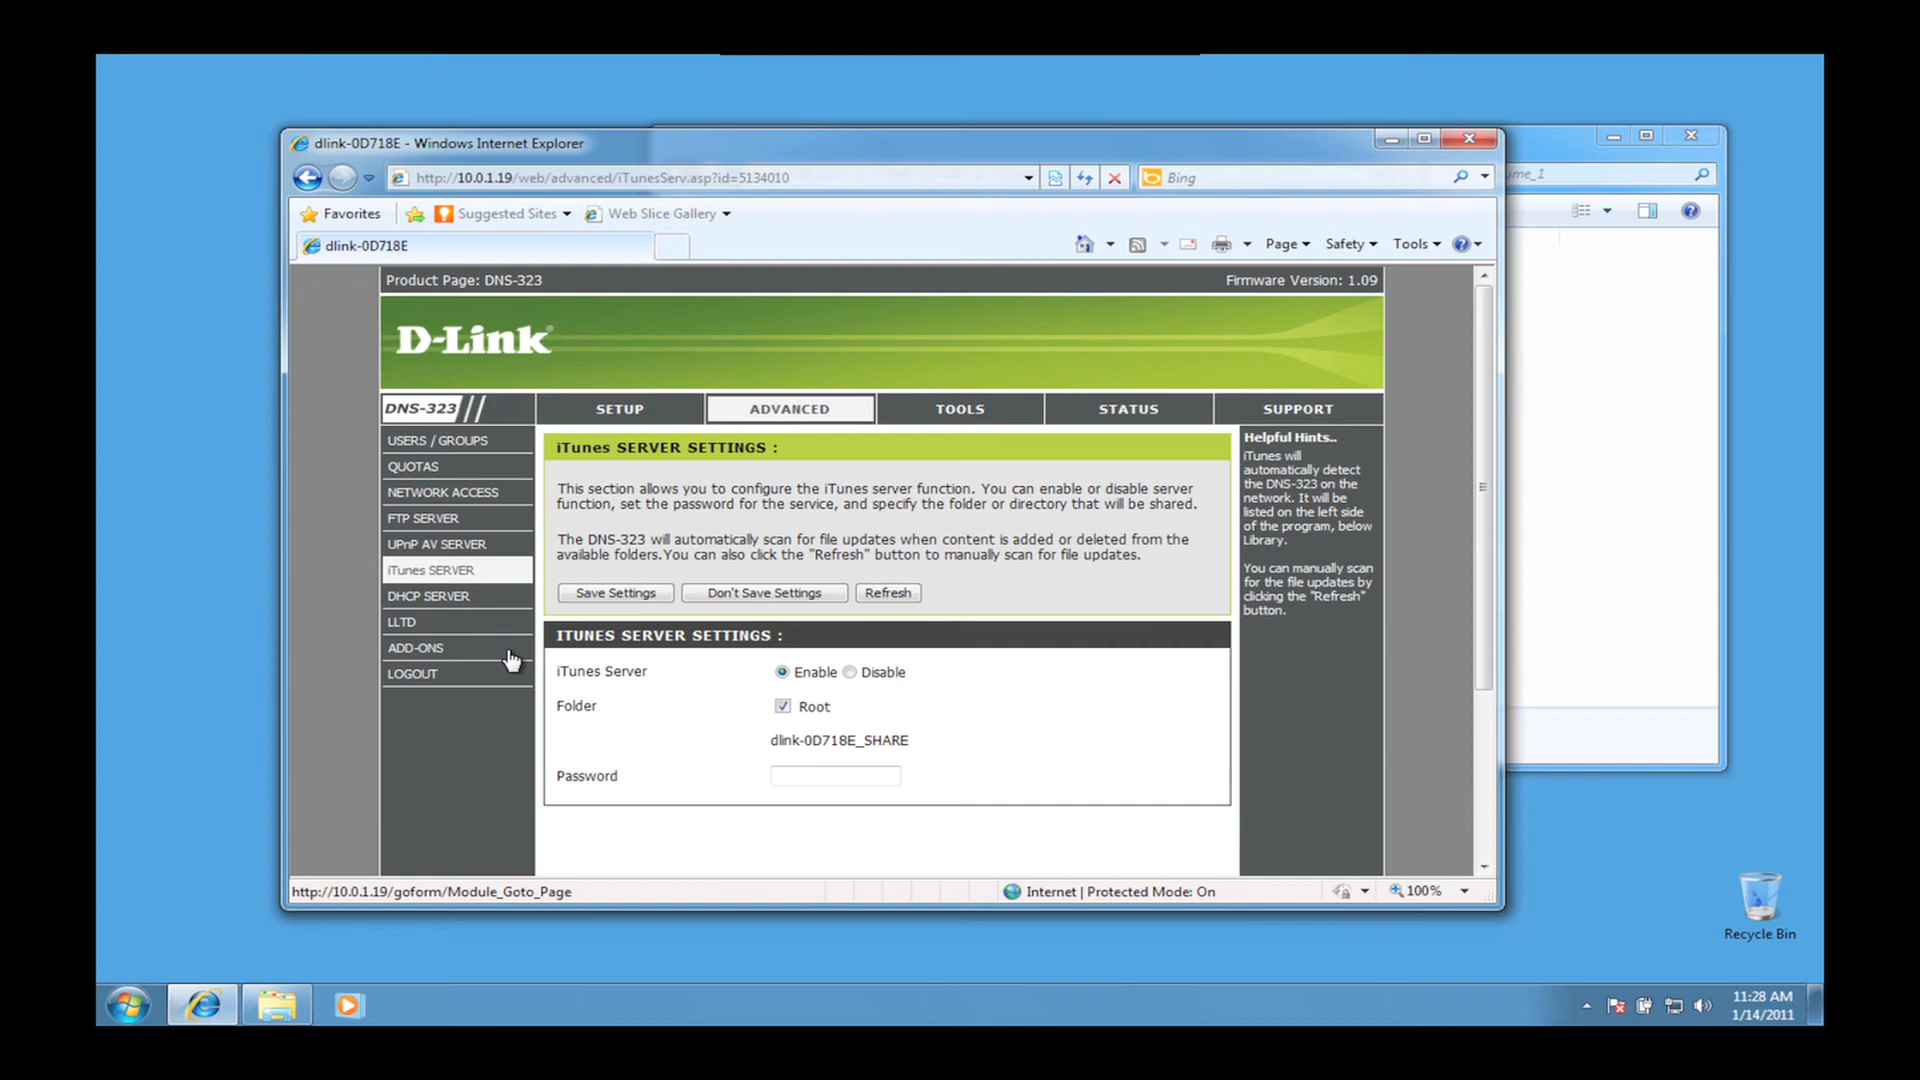 dlink-0D718E - Windows Internet Explorer
http://10.0.1.19/web/advanced/iTunesServ.asp?id=5134010
Bing
ume_1
Favorites
Suggested Sites
Web Slice Gallery
dlink-0D718E
Page
Safety
Tools
Product Page: DNS-323
Firmware Version: 1.09
D-Link®
DNS-323
SETUP
ADVANCED
TOOLS
STATUS
SUPPORT
USERS / GROUPS
QUOTAS
NETWORK ACCESS
FTP SERVER
UPnP AV SERVER
iTunes SERVER
DHCP SERVER
LLTD
ADD-ONS
LOGOUT
iTunes SERVER SETTINGS :
This section allows you to configure the iTunes server function. You can enable or disable server
function, set the password for the service, and specify the folder or directory that will be shared.
The DNS-323 will automatically scan for file updates when content is added or deleted from the
available folders.You can also click the "Refresh" button to manually scan for file updates.
Save Settings
Don't Save Settings
Refresh
ITUNES SERVER SETTINGS :
iTunes Server
Enable
Disable
Folder
Root
dlink-0D718E_SHARE
Password
Helpful Hints..
iTunes will
automatically detect
the DNS-323 on the
network. It will be
listed on the left side
of the program, below
Library.
You can manually scan
for the file updates by
clicking the "Refresh"
button.
http://10.0.1.19/goform/Module_Goto_Page
Internet | Protected Mode: On
100%
Recycle Bin
11:28 AM
1/14/2011